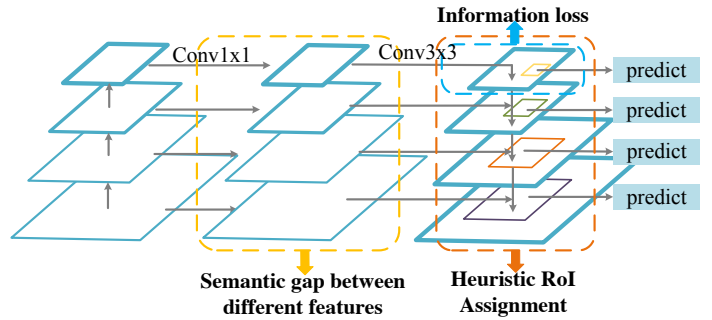 Information loss
Conv1x1
Conv3x3
predict
predict
predict
predict
Semantic gap between
different features
Heuristic RoI
Assignment